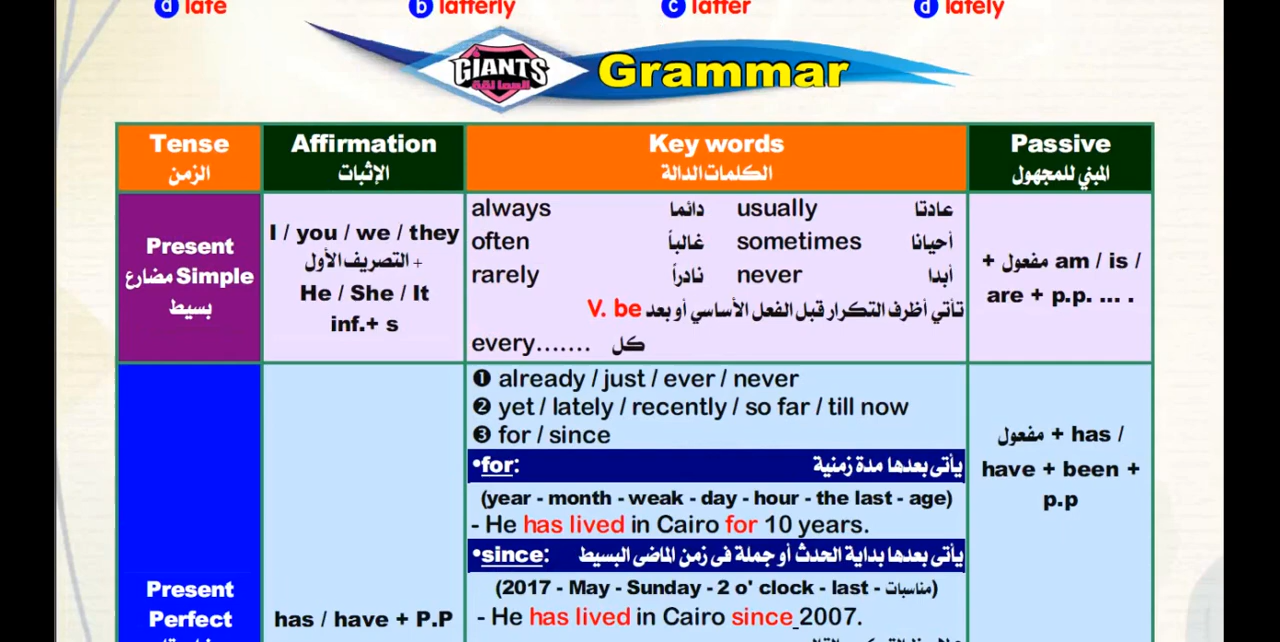 a late b latterly c latter d lately
GIANTS
العمالقة
Grammar
Tense
الزمن
Affirmation
الإثبات
Key words
الكلمات الدالة
Passive
المبني للمجهول
Present
Simple مضارع
بسيط
I / you / we / they
+ التصريف الأول
He / She / It
inf.+ s
always دائما usually عادتا
often غالباً sometimes أحيانا
rarely نادراً never أبدا
تأتي أظرف التكرار قبل الفعل الأساسي أو بعد V. be
every....... كل
+ مفعول am / is /
are + p.p. ... .
Present
Perfect
has / have + P.P
❶ already / just / ever / never
❷ yet / lately / recently / so far / till now
❸ for / since
•for: يأتى بعدها مدة زمنية
(year - month - weak - day - hour - the last - age)
- He has lived in Cairo for 10 years.
•since: يأتى بعدها بداية الحدث أو جملة فى زمن الماضى البسيط
(2017 - May - Sunday - 2 o' clock - last - مناسبات)
- He has lived in Cairo since 2007.
مفعول + has /
have + been +
p.p